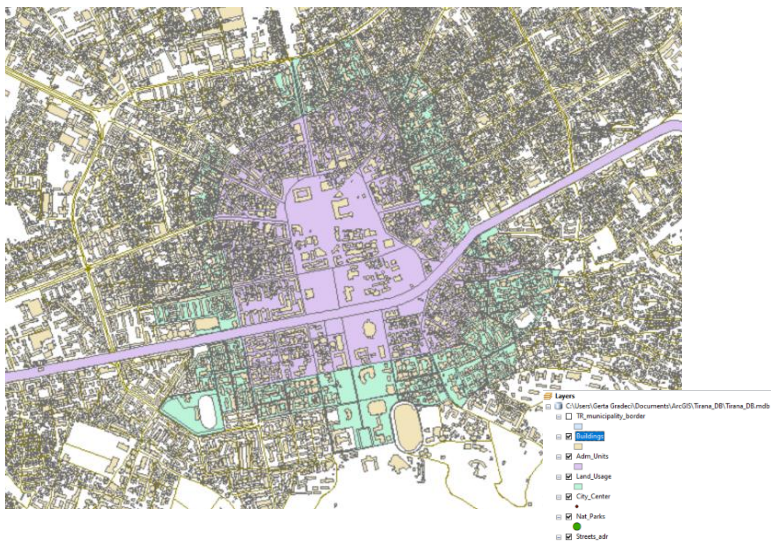 Layers
C:\Users\Gerta Gradeci\Documents\ArcGIS\Tirana_DB\Tirana_DB.mdb
TR_municipality_border
Buildings
Adm_Units
Land_Usage
City_Center
Nat_Parks
Streets_adr